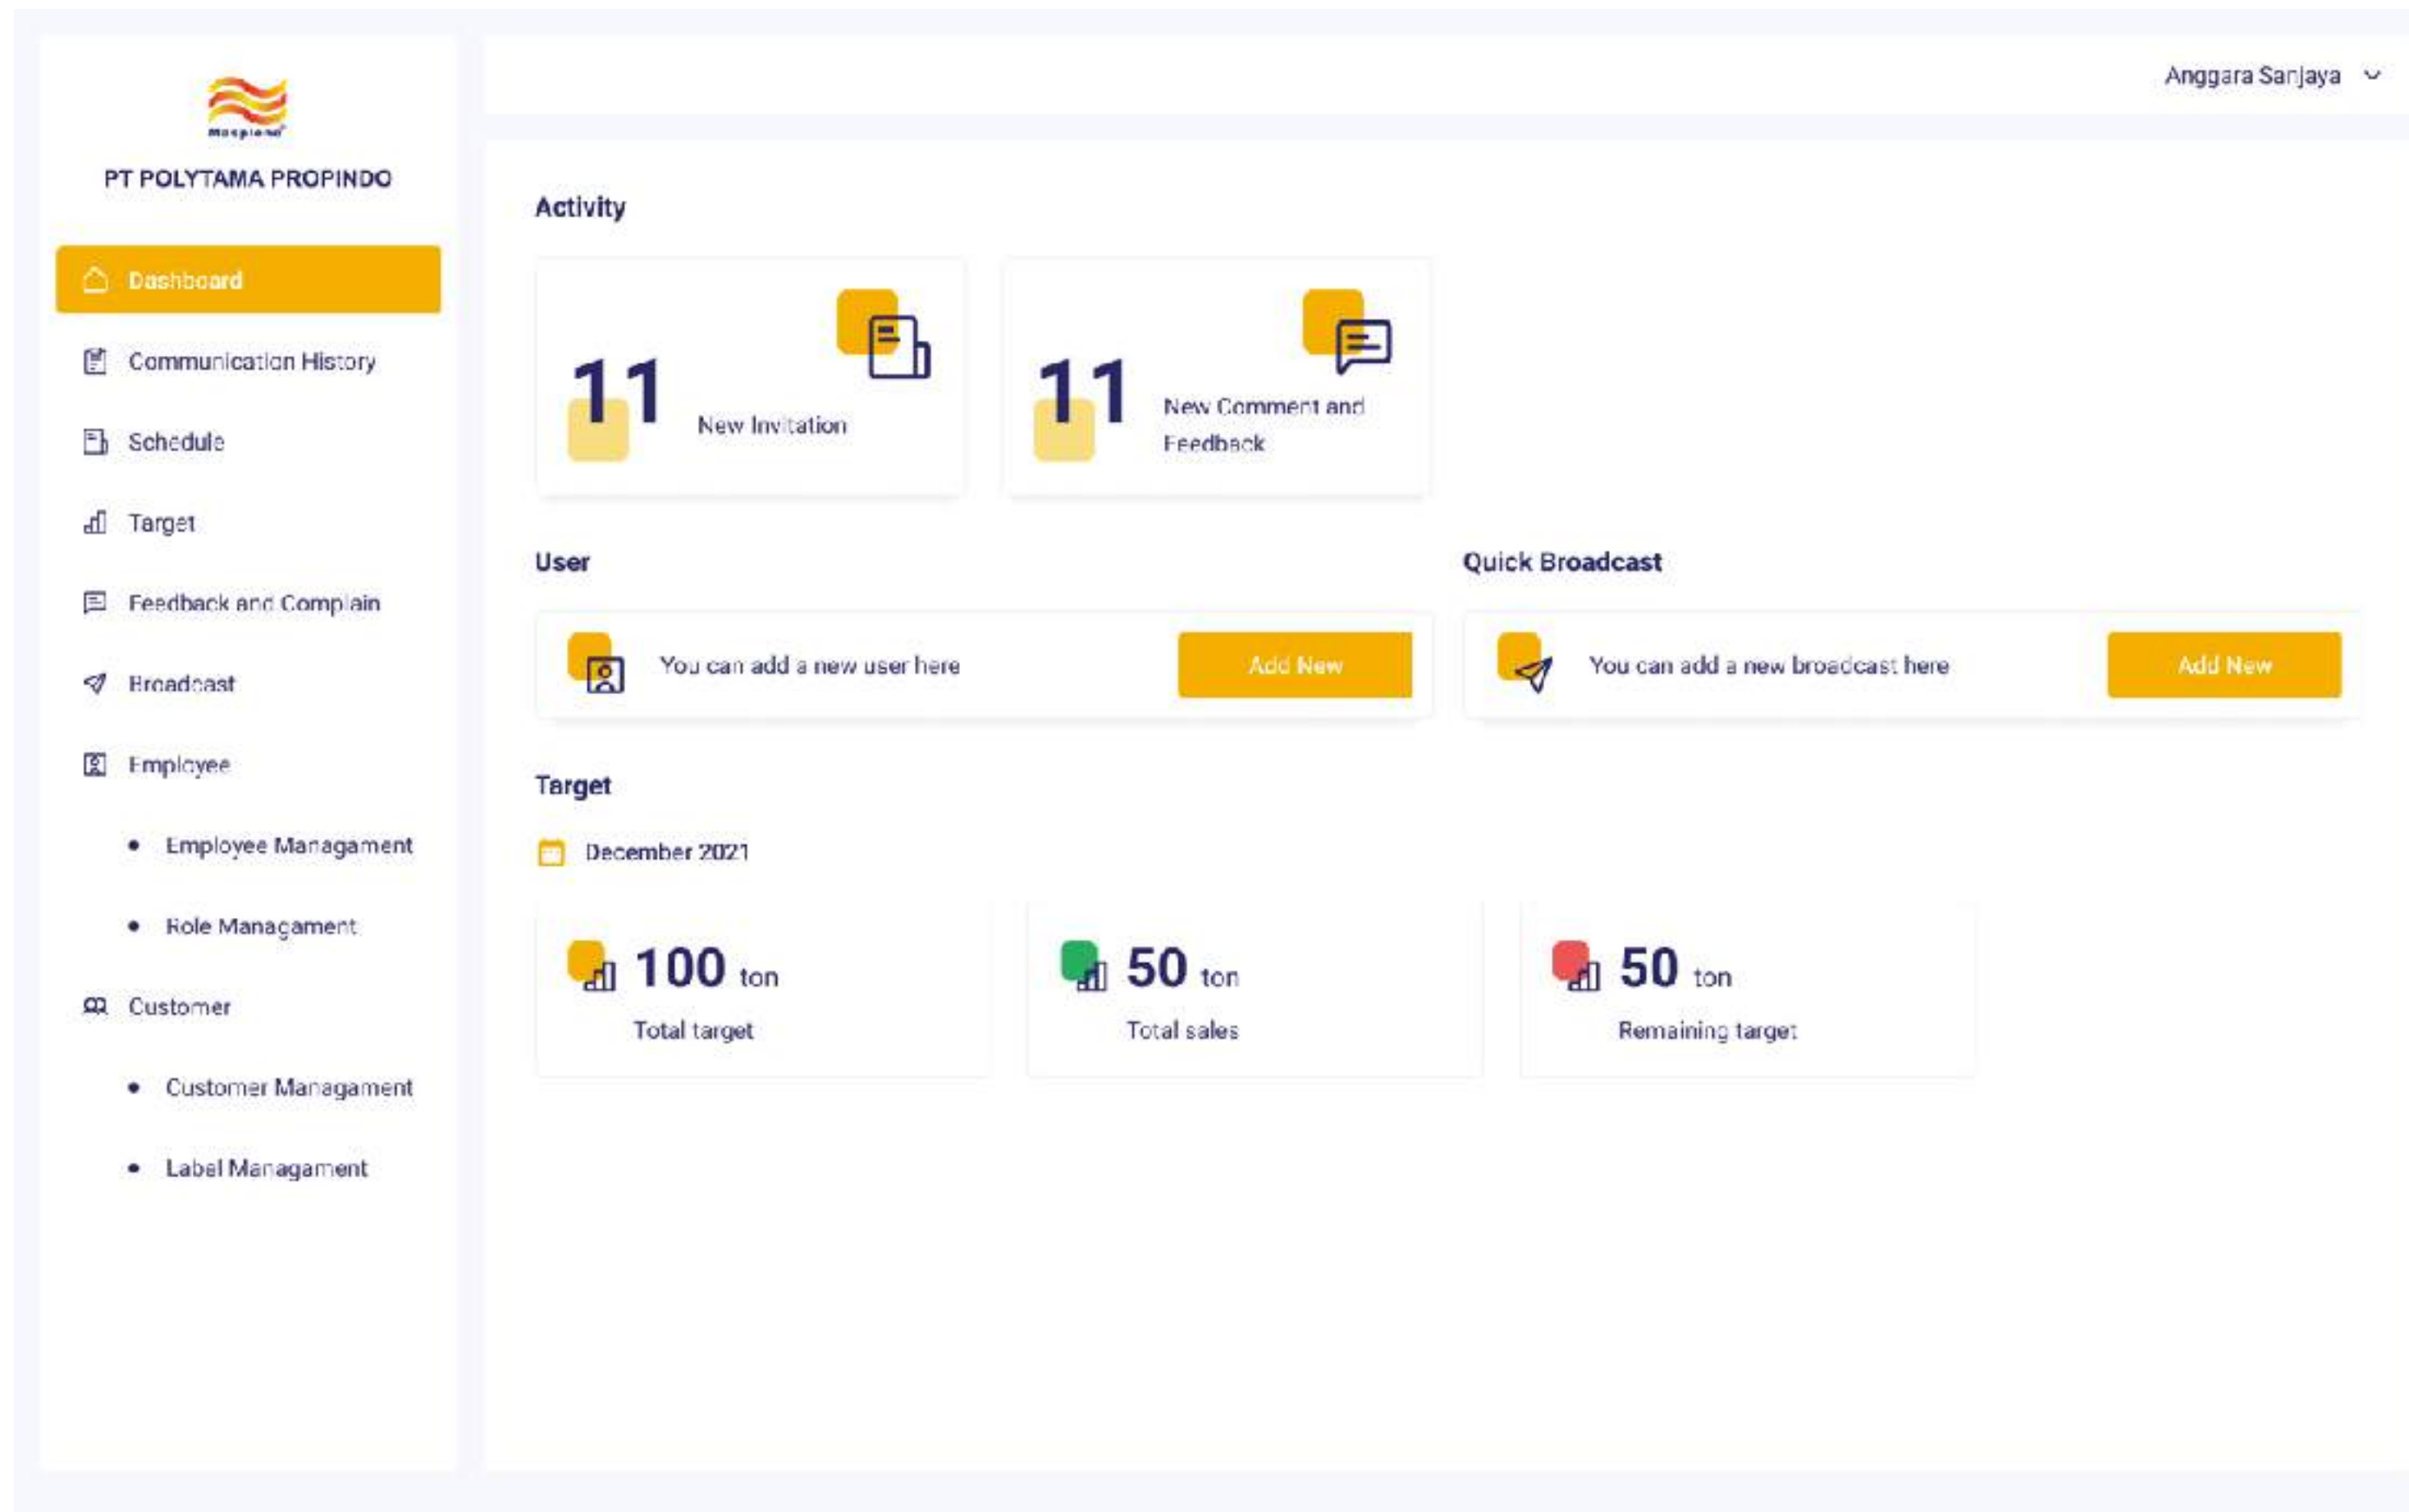 Masplene
PT POLYTAMA PROPINDO
Dashboard
Communication History
Schedule
Target
Feedback and Complain
Broadcast
Employee
Employee Managament
Role Managament
Customer
Customer Managament
Label Managament
Anggara Sanjaya
Activity
11
New Invitation
11
New Comment and
Feedback
User
You can add a new user here
Add New
Quick Broadcast
You can add a new broadcast here
Add New
Target
December 2021
100 ton
Total target
50 ton
Total sales
50 ton
Remaining target